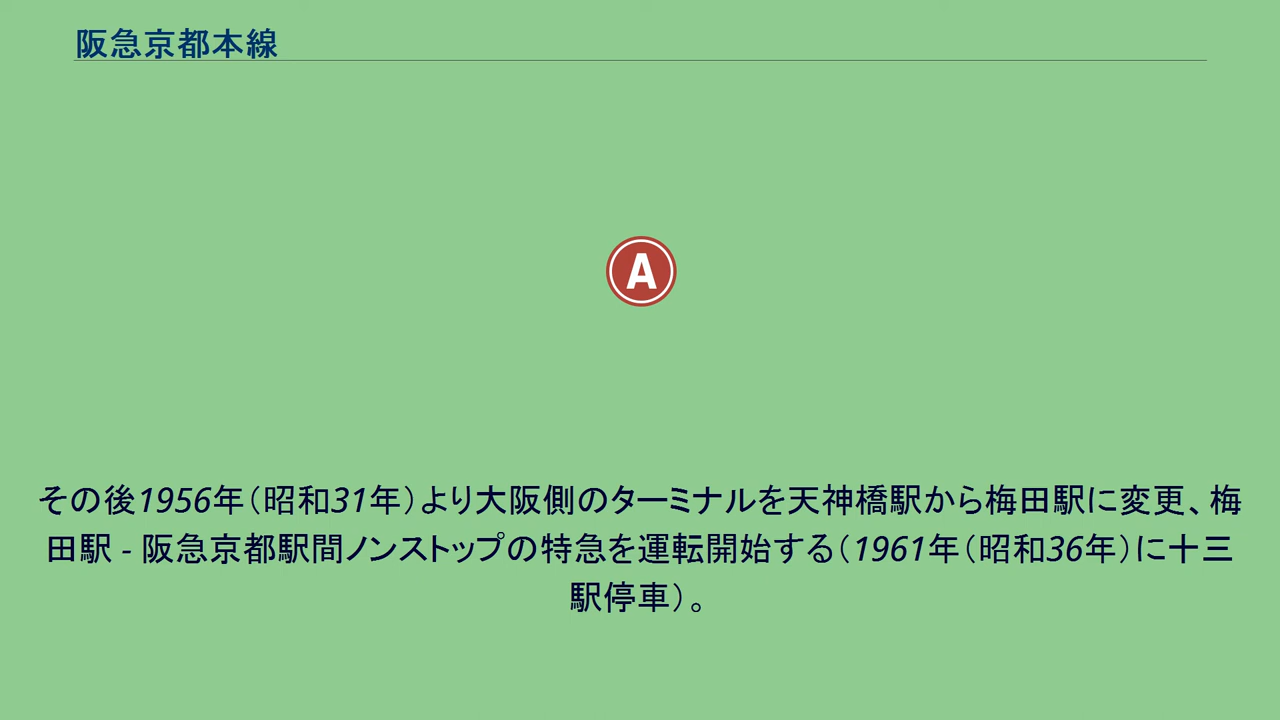 阪急京都本線
A
その後1956年（昭和31年）より大阪側のターミナルを天神橋駅から梅田駅に変更、梅
田駅 - 阪急京都駅間ノンストップの特急を運転開始する（1961年（昭和36年）に十三
駅停車）。